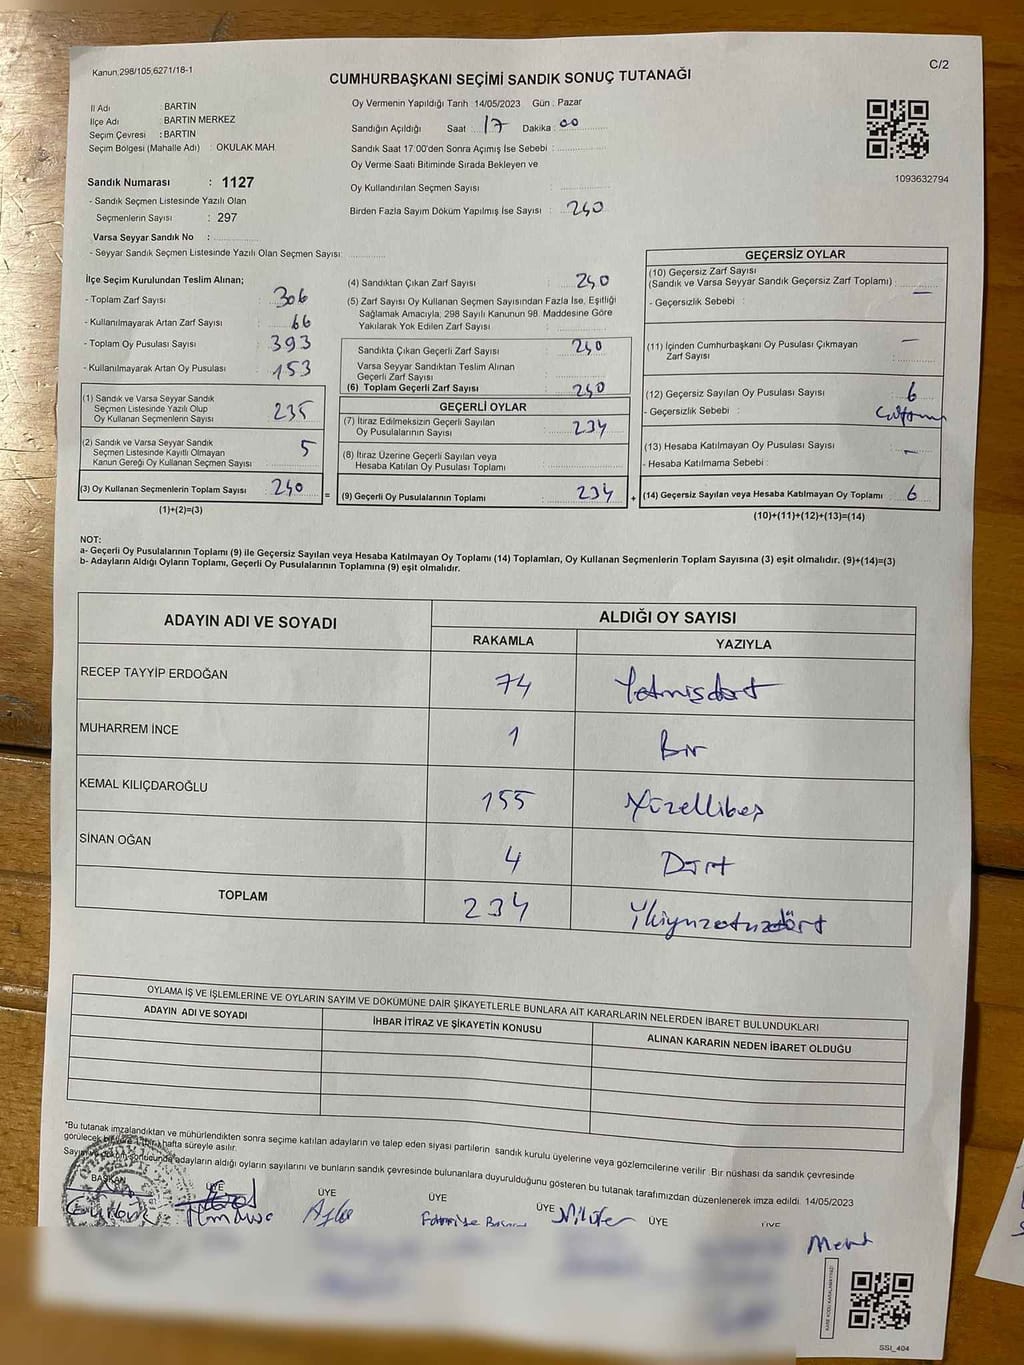 Kanun;298/105,6271/18-1
C/2
CUMHURBAŞKANI SEÇİMİ SANDIK SONUÇ TUTANAĞI
İl Adı : BARTIN
İlçe Adı : BARTIN MERKEZ
Seçim Çevresi : BARTIN
Seçim Bölgesi (Mahalle Adı) : OKULAK MAH.
Sandık Numarası : 1127
- Sandık Seçmen Listesinde Yazılı Olan
Seçmenlerin Sayısı : 297
Varsa Seyyar Sandık No :
- Seyyar Sandık Seçmen Listesinde Yazılı Olan Seçmen Sayısı:
Oy Vermenin Yapıldığı Tarih :14/05/2023 Gün : Pazar
Sandığın Açıldığı Saat : 17 Dakika : 00
Sandık Saat 17:00'den Sonra Açımış İse Sebebi :
Oy Verme Saati Bitiminde Sırada Bekleyen ve
Oy Kullandırılan Seçmen Sayısı :
Birden Fazla Sayım Döküm Yapılmış İse Sayısı : 240
1093632794
İlçe Seçim Kurulundan Teslim Alınan;
- Toplam Zarf Sayısı : 306
- Kullanılmayarak Artan Zarf Sayısı : 66
- Toplam Oy Pusulası Sayısı : 393
- Kullanılmayarak Artan Oy Pusulası : 153
(1) Sandık ve Varsa Seyyar Sandık
Seçmen Listesinde Yazılı Olup
Oy Kullanan Seçmenlerin Sayısı : 235
(2) Sandık ve Varsa Seyyar Sandık
Seçmen Listesinde Kayıtlı Olmayan
Kanun Gereği Oy Kullanan Seçmen Sayısı : 5
(3) Oy Kullanan Seçmenlerin Toplam Sayısı : 240
(1)+(2)=(3)
(4) Sandıktan Çıkan Zarf Sayısı : 240
(5) Zarf Sayısı Oy Kullanan Seçmen Sayısından Fazla İse, Eşitliği
Sağlamak Amacıyla; 298 Sayılı Kanunun 98. Maddesine Göre
Yakılarak Yok Edilen Zarf Sayısı :
Sandıkta Çıkan Geçerli Zarf Sayısı : 240
Varsa Seyyar Sandıktan Teslim Alınan
Geçerli Zarf Sayısı :
(6) Toplam Geçerli Zarf Sayısı : 240
GEÇERLİ OYLAR
(7) İtiraz Edilmeksizin Geçerli Sayılan
Oy Pusulalarının Sayısı : 234
(8) İtiraz Üzerine Geçerli Sayılan veya
Hesaba Katılan Oy Pusulası Toplamı :
(9) Geçerli Oy Pusulalarının Toplamı : 234
GEÇERSİZ OYLAR
(10) Geçersiz Zarf Sayısı
(Sandık ve Varsa Seyyar Sandık Geçersiz Zarf Toplamı) : —
- Geçersizlik Sebebi :
(11) İçinden Cumhurbaşkanı Oy Pusulası Çıkmayan
Zarf Sayısı : —
(12) Geçersiz Sayılan Oy Pusulası Sayısı : 6
- Geçersizlik Sebebi :
(13) Hesaba Katılmayan Oy Pusulası Sayısı : —
- Hesaba Katılmama Sebebi :
(14) Geçersiz Sayılan veya Hesaba Katılmayan Oy Toplamı : 6
(10)+(11)+(12)+(13)=(14)
NOT:
a- Geçerli Oy Pusulalarının Toplamı (9) ile Geçersiz Sayılan veya Hesaba Katılmayan Oy Toplamı (14) Toplamları, Oy Kullanan Seçmenlerin Toplam Sayısına (3) eşit olmalıdır. (9)+(14)=(3)
b- Adayların Aldığı Oyların Toplamı, Geçerli Oy Pusulalarının Toplamına (9) eşit olmalıdır.
ADAYIN ADI VE SOYADI
ALDIĞI OY SAYISI
RAKAMLA YAZIYLA
RECEP TAYYİP ERDOĞAN 74 Yetmişdört
MUHARREM İNCE 1 Bir
KEMAL KILIÇDAROĞLU 155 Yüzellibeş
SİNAN OĞAN 4 Dört
TOPLAM 234 İkiyüzotuzdört
OYLAMA İŞ VE İŞLEMLERİNE VE OYLARIN SAYIM VE DÖKÜMÜNE DAİR ŞİKAYETLERLE BUNLARA AİT KARARLARIN NELERDEN İBARET BULUNDUKLARI
ADAYIN ADI VE SOYADI İHBAR İTİRAZ VE ŞİKAYETİN KONUSU ALINAN KARARIN NEDEN İBARET OLDUĞU
*Bu tutanak imzalandıktan ve mühürlendikten sonra seçime katılan adayların ve talep eden siyasi partilerin sandık kurulu üyelerine veya gözlemcilerine verilir. Bir nüshası da sandık çevresinde
görülecek bir hafta süreyle asılır.
Sayım ve döküm sonucunda adayların aldığı oyların sayılarını ve bunların sandık çevresinde bulunanlara duyurulduğunu gösteren bu tutanak tarafımızdan düzenlenerek imza edildi. 14/05/2023
BAŞKAN ÜYE ÜYE ÜYE ÜYE ÜYE ÜYE
Nilüfer
Mert
SSI_404